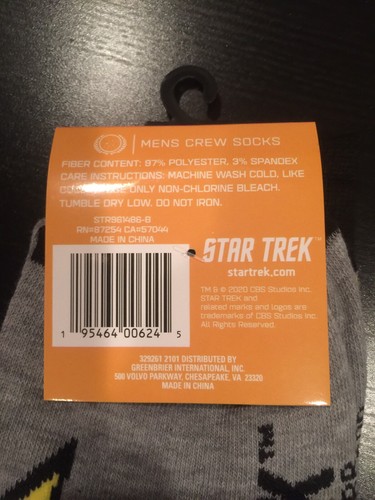 MENS CREW SOCKS
FIBER CONTENT: 97% POLYESTER, 3% SPANDEX
CARE INSTRUCTIONS: MACHINE WASH COLD, LIKE
USE ONLY NON-CHLORINE BLEACH.
TUMBLE DRY LOW. DO NOT IRON.
STR981486-B
RN#87254 CA#57044
MADE IN CHINA
STAR TREK™
startrek.com
TM & © 2020 CBS Studios Inc.
STAR TREK and
related marks and logos are
trademarks of CBS Studios Inc.
All Rights Reserved.
1 95464 00624 5
329261 2101 DISTRIBUTED BY
GREENBRIER INTERNATIONAL, INC.
500 VOLVO PARKWAY, CHESAPEAKE, VA 23320
MADE IN CHINA